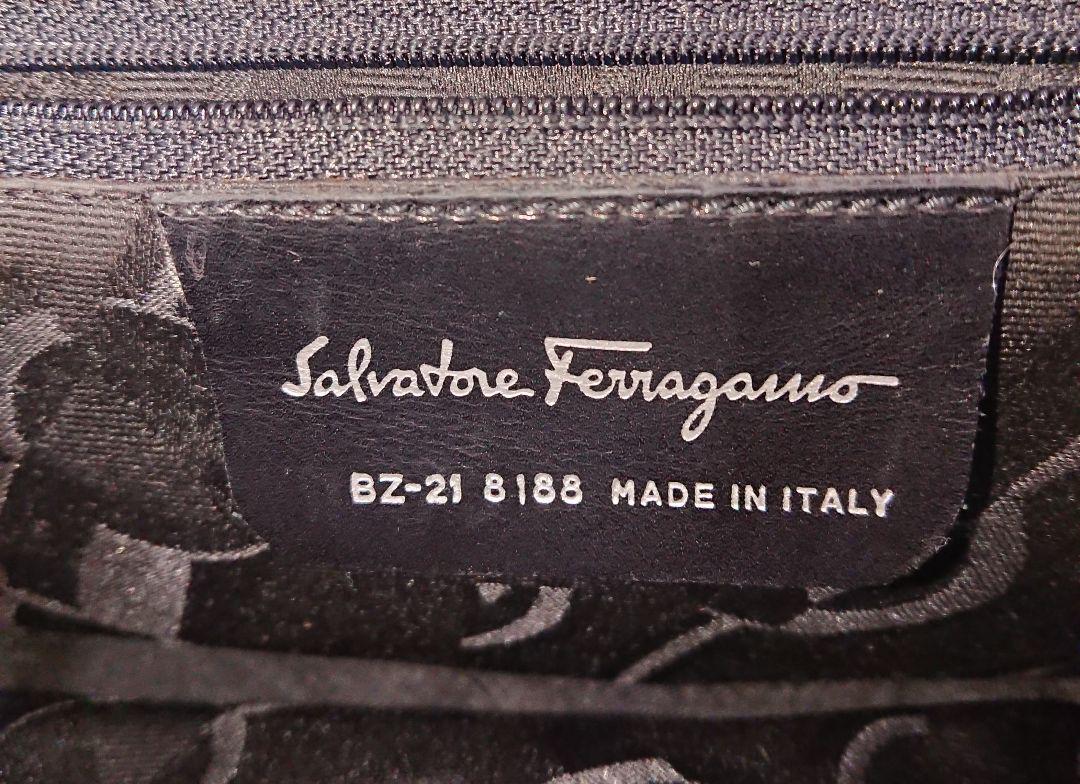 Salvatore Ferragamo
BZ-21 8188 MADE IN ITALY